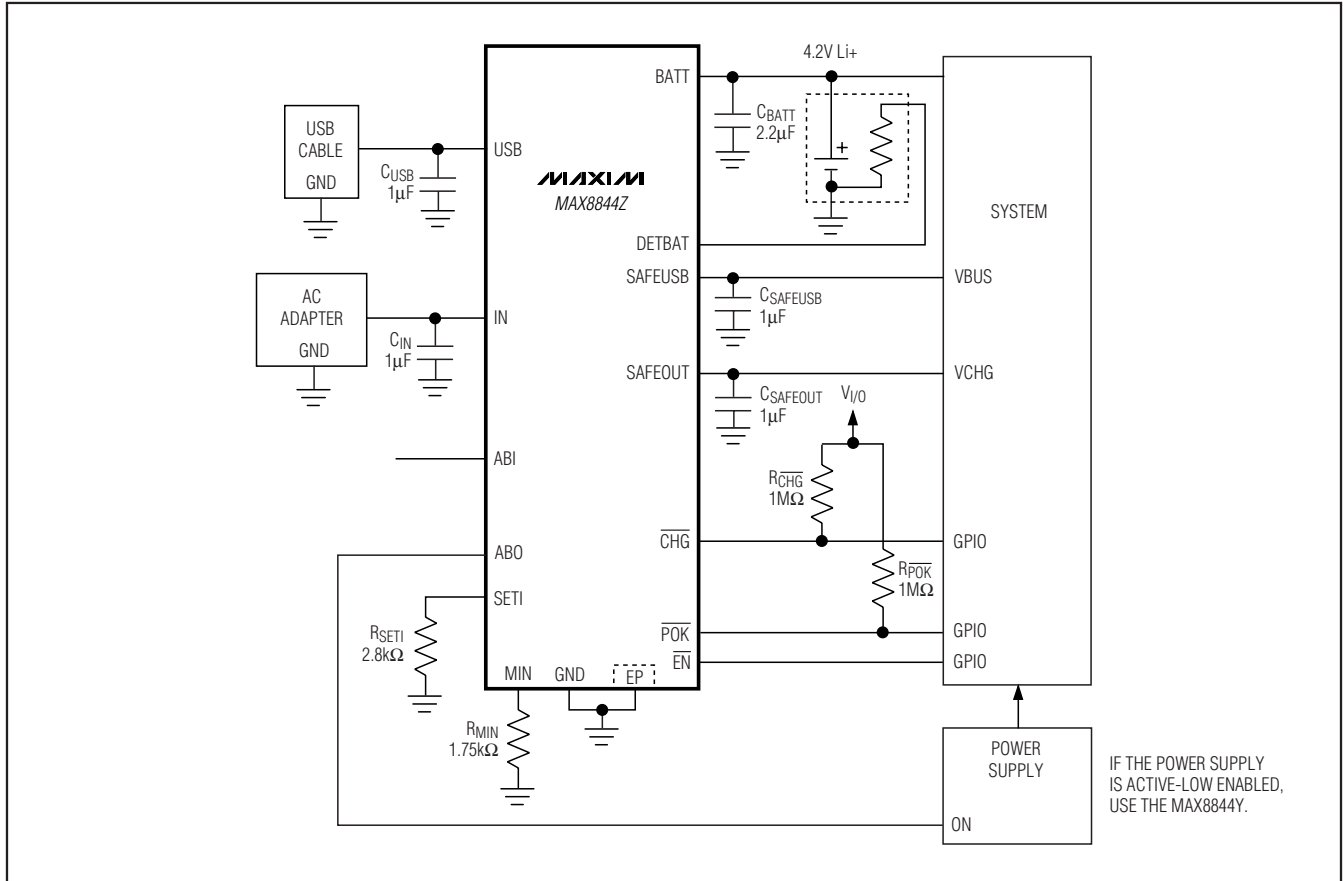 4.2V Li+
BATT
USB
CABLE
GND
CUSB
1µF
USB
MAXIM
MAX8844Z
CBATT
2.2µF
+
SYSTEM
DETBAT
SAFEUSB
VBUS
CSAFEUSB
1µF
AC
ADAPTER
GND
CIN
1µF
IN
SAFEOUT
VCHG
CSAFEOUT
1µF
VI/O
ABI
RCHG
1MΩ
CHG
GPIO
ABO
RPOK
1MΩ
SETI
RSETI
2.8kΩ
POK
GPIO
EN
GPIO
MIN
GND
EP
RMIN
1.75kΩ
POWER
SUPPLY
ON
IF THE POWER SUPPLY
IS ACTIVE-LOW ENABLED,
USE THE MAX8844Y.